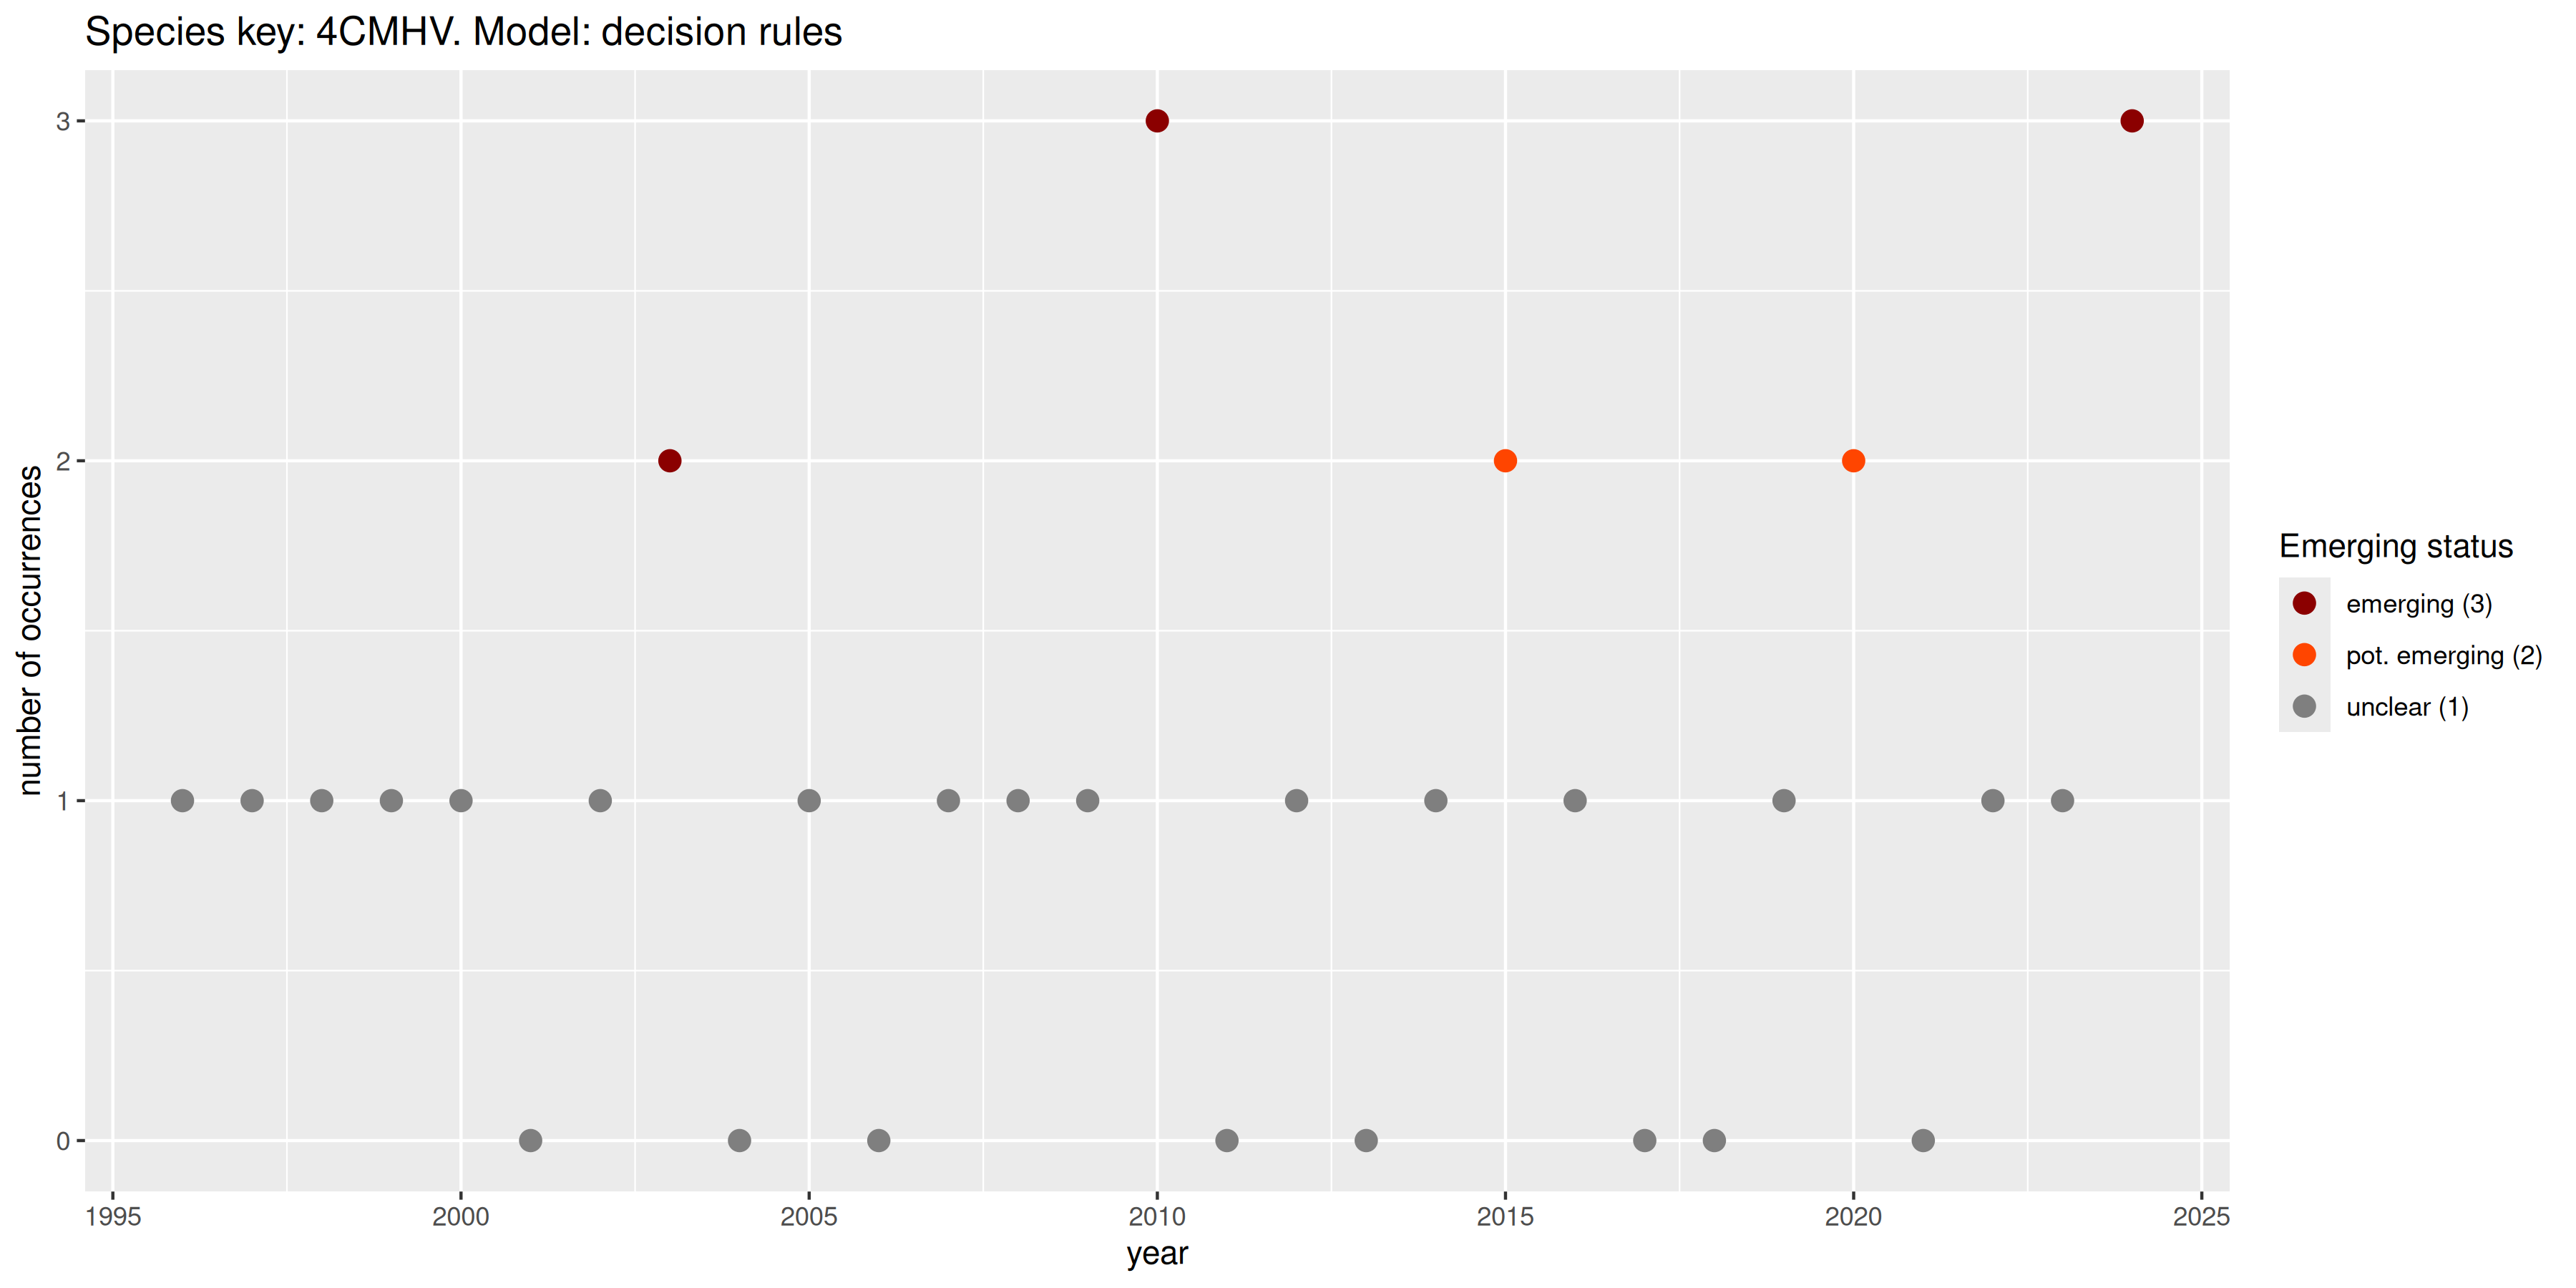 Species key: 4CMHV. Model: decision rules
number of occurrences
3
2
1
0
1995
2000
2005
2010
2015
2020
2025
year
Emerging status
emerging (3)
pot. emerging (2)
unclear (1)